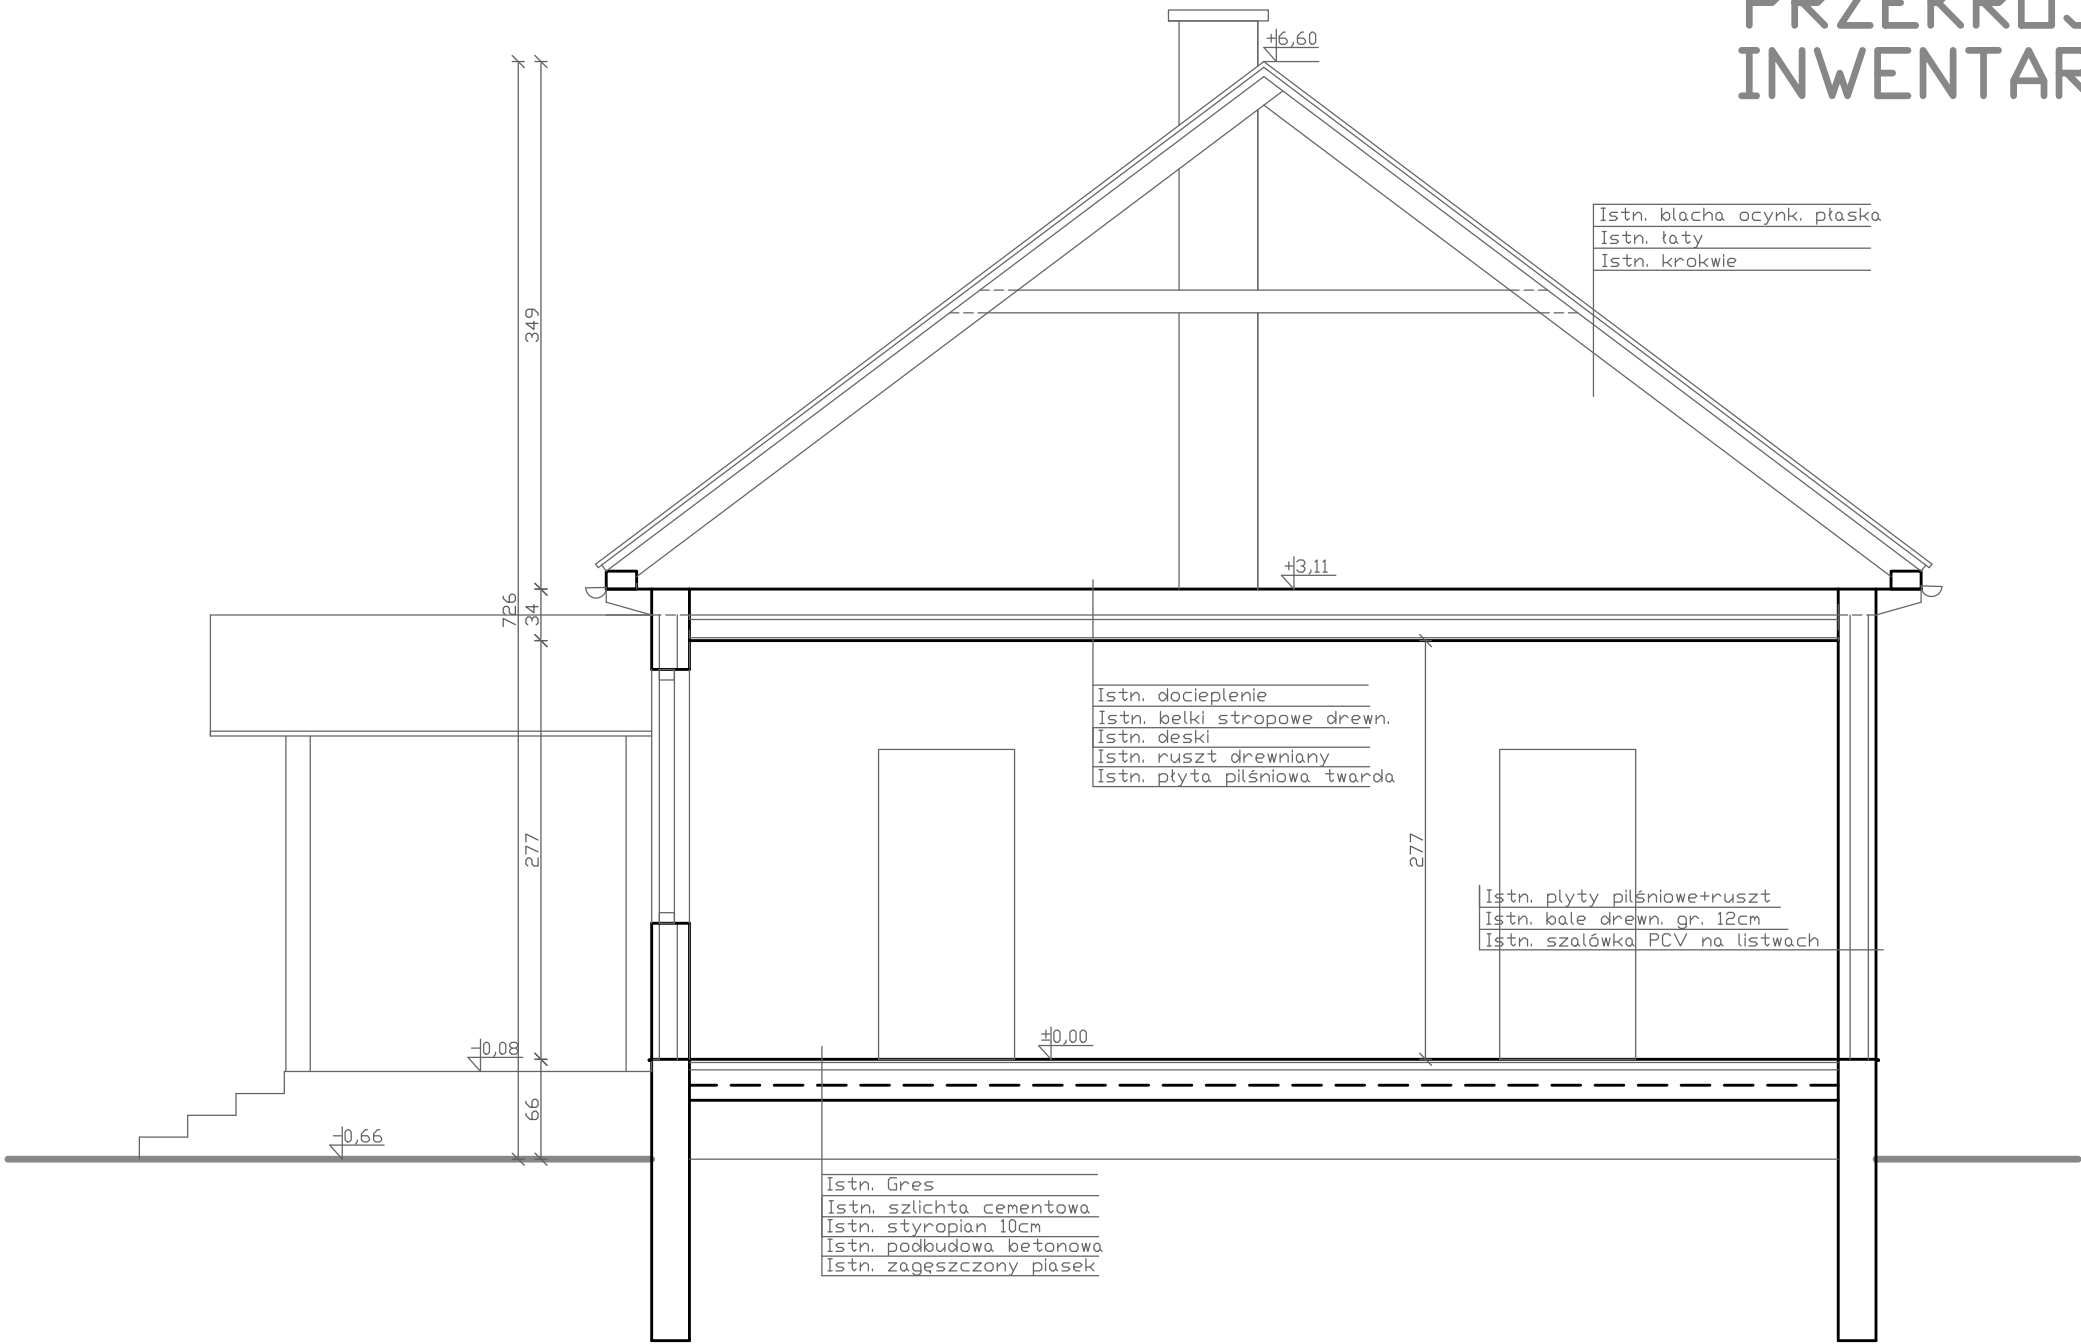 PRZEKRÓJ
INWENTAR
+6,60
Istn. blacha ocynk. płaska
Istn. łaty
Istn. krokwie
349
+3,11
726
34
Istn. docieplenie
Istn. belki stropowe drewn.
Istn. deski
Istn. ruszt drewniany
Istn. płyta pilśniowa twarda
277
277
Istn. plyty pilśniowe+ruszt
Istn. bale drewn. gr. 12cm
Istn. szalówka PCV na listwach
±0,00
-0,08
66
-0,66
Istn. Gres
Istn. szlichta cementowa
Istn. styropian 10cm
Istn. podbudowa betonowa
Istn. zagęszczony piasek